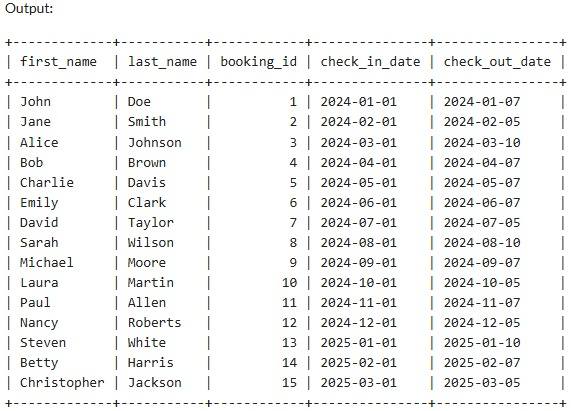 Output:
+-------------+-----------+------------+---------------+----------------+
| first_name  | last_name | booking_id | check_in_date | check_out_date |
+-------------+-----------+------------+---------------+----------------+
| John        | Doe       |          1 | 2024-01-01    | 2024-01-07     |
| Jane        | Smith     |          2 | 2024-02-01    | 2024-02-05     |
| Alice       | Johnson   |          3 | 2024-03-01    | 2024-03-10     |
| Bob         | Brown     |          4 | 2024-04-01    | 2024-04-07     |
| Charlie     | Davis     |          5 | 2024-05-01    | 2024-05-07     |
| Emily       | Clark     |          6 | 2024-06-01    | 2024-06-07     |
| David       | Taylor    |          7 | 2024-07-01    | 2024-07-05     |
| Sarah       | Wilson    |          8 | 2024-08-01    | 2024-08-10     |
| Michael     | Moore     |          9 | 2024-09-01    | 2024-09-07     |
| Laura       | Martin    |         10 | 2024-10-01    | 2024-10-05     |
| Paul        | Allen     |         11 | 2024-11-01    | 2024-11-07     |
| Nancy       | Roberts   |         12 | 2024-12-01    | 2024-12-05     |
| Steven      | White     |         13 | 2025-01-01    | 2025-01-10     |
| Betty       | Harris    |         14 | 2025-02-01    | 2025-02-07     |
| Christopher | Jackson   |         15 | 2025-03-01    | 2025-03-05     |
+-------------+-----------+------------+---------------+----------------+